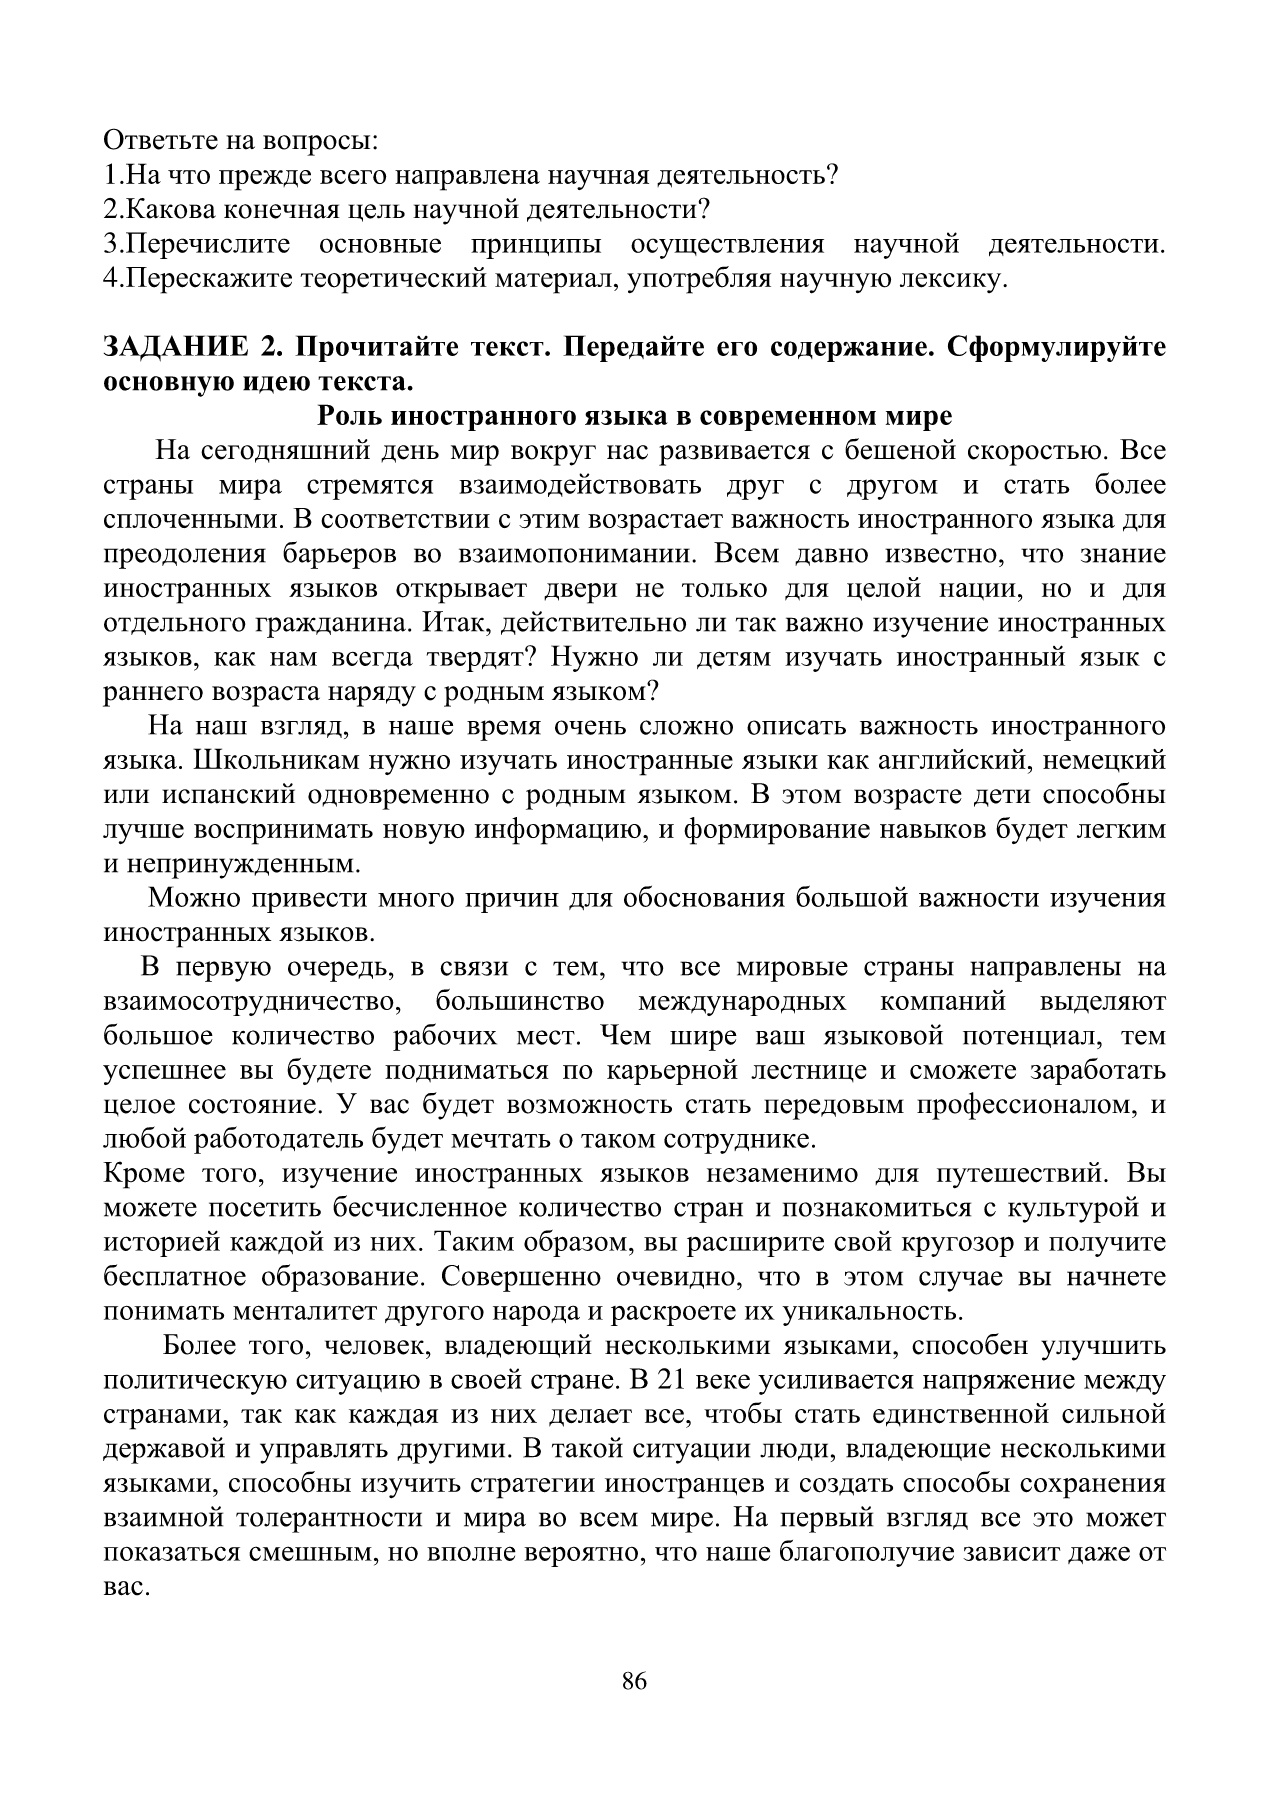 Ответьте на вопросы:
1.На что прежде всего направлена научная деятельность?
2.Какова конечная цель научной деятельности?
3.Перечислите основные принципы осуществления научной деятельности.
4.Перескажите теоретический материал, употребляя научную лексику.
ЗАДАНИЕ 2. Прочитайте текст. Передайте его содержание. Сформулируйте
основную идею текста.
Роль иностранного языка в современном мире
На сегодняшний день мир вокруг нас развивается с бешеной скоростью. Все
страны мира стремятся взаимодействовать друг с другом и стать более
сплоченными. В соответствии с этим возрастает важность иностранного языка для
преодоления барьеров во взаимопонимании. Всем давно известно, что знание
иностранных языков открывает двери не только для целой нации, но и для
отдельного гражданина. Итак, действительно ли так важно изучение иностранных
языков, как нам всегда твердят? Нужно ли детям изучать иностранный язык с
раннего возраста наряду с родным языком?
На наш взгляд, в наше время очень сложно описать важность иностранного
языка. Школьникам нужно изучать иностранные языки как английский, немецкий
или испанский одновременно с родным языком. В этом возрасте дети способны
лучше воспринимать новую информацию, и формирование навыков будет легким
и непринужденным.
Можно привести много причин для обоснования большой важности изучения
иностранных языков.
В первую очередь, в связи с тем, что все мировые страны направлены на
взаимосотрудничество, большинство международных компаний выделяют
большое количество рабочих мест. Чем шире ваш языковой потенциал, тем
успешнее вы будете подниматься по карьерной лестнице и сможете заработать
целое состояние. У вас будет возможность стать передовым профессионалом, и
любой работодатель будет мечтать о таком сотруднике.
Кроме того, изучение иностранных языков незаменимо для путешествий. Вы
можете посетить бесчисленное количество стран и познакомиться с культурой и
историей каждой из них. Таким образом, вы расширите свой кругозор и получите
бесплатное образование. Совершенно очевидно, что в этом случае вы начнете
понимать менталитет другого народа и раскроете их уникальность.
Более того, человек, владеющий несколькими языками, способен улучшить
политическую ситуацию в своей стране. В 21 веке усиливается напряжение между
странами, так как каждая из них делает все, чтобы стать единственной сильной
державой и управлять другими. В такой ситуации люди, владеющие несколькими
языками, способны изучить стратегии иностранцев и создать способы сохранения
взаимной толерантности и мира во всем мире. На первый взгляд все это может
показаться смешным, но вполне вероятно, что наше благополучие зависит даже от
вас.
86